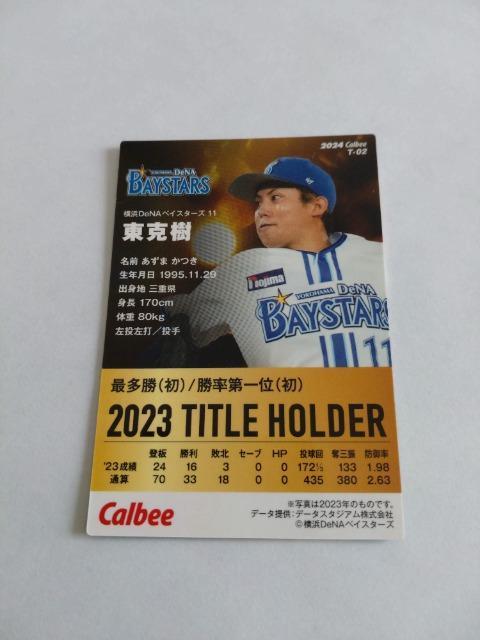 2024 Calbee
T-02
YOKOHAMA DeNA
BAYSTARS
横浜DeNAベイスターズ 11
東克樹
名前 あずま かつき
生年月日 1995.11.29
出身地 三重県
身長 170cm
体重 80kg
左投左打／投手
nojima
YOKOHAMA DeNA
BAYSTARS
11
最多勝(初)/勝率第一位(初)
2023 TITLE HOLDER
登板 勝利 敗北 セーブ HP 投球回 奪三振 防御率
'23成績 24 16 3 0 0 172⅓ 133 1.98
通算 70 33 18 0 0 435 380 2.63
Calbee
※写真は2023年のものです。
データ提供：データスタジアム株式会社
©横浜DeNAベイスターズ